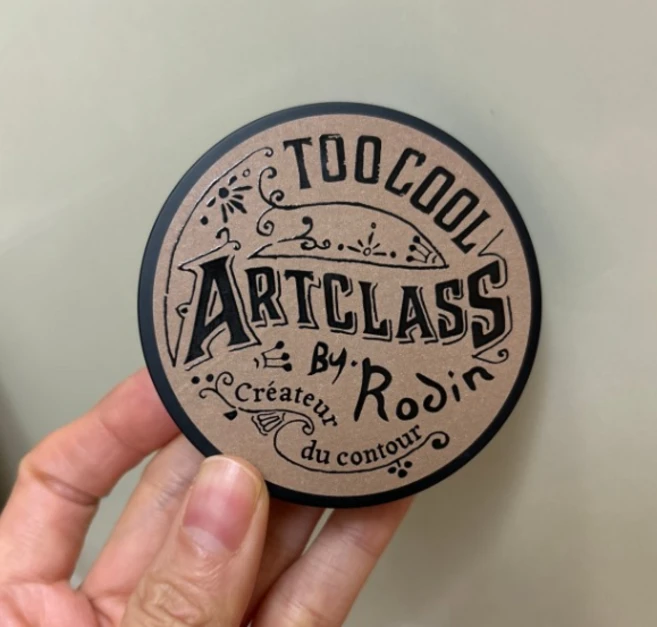 TOO COOL
ARTCLASS
By. Rodin
Créateur
du contour